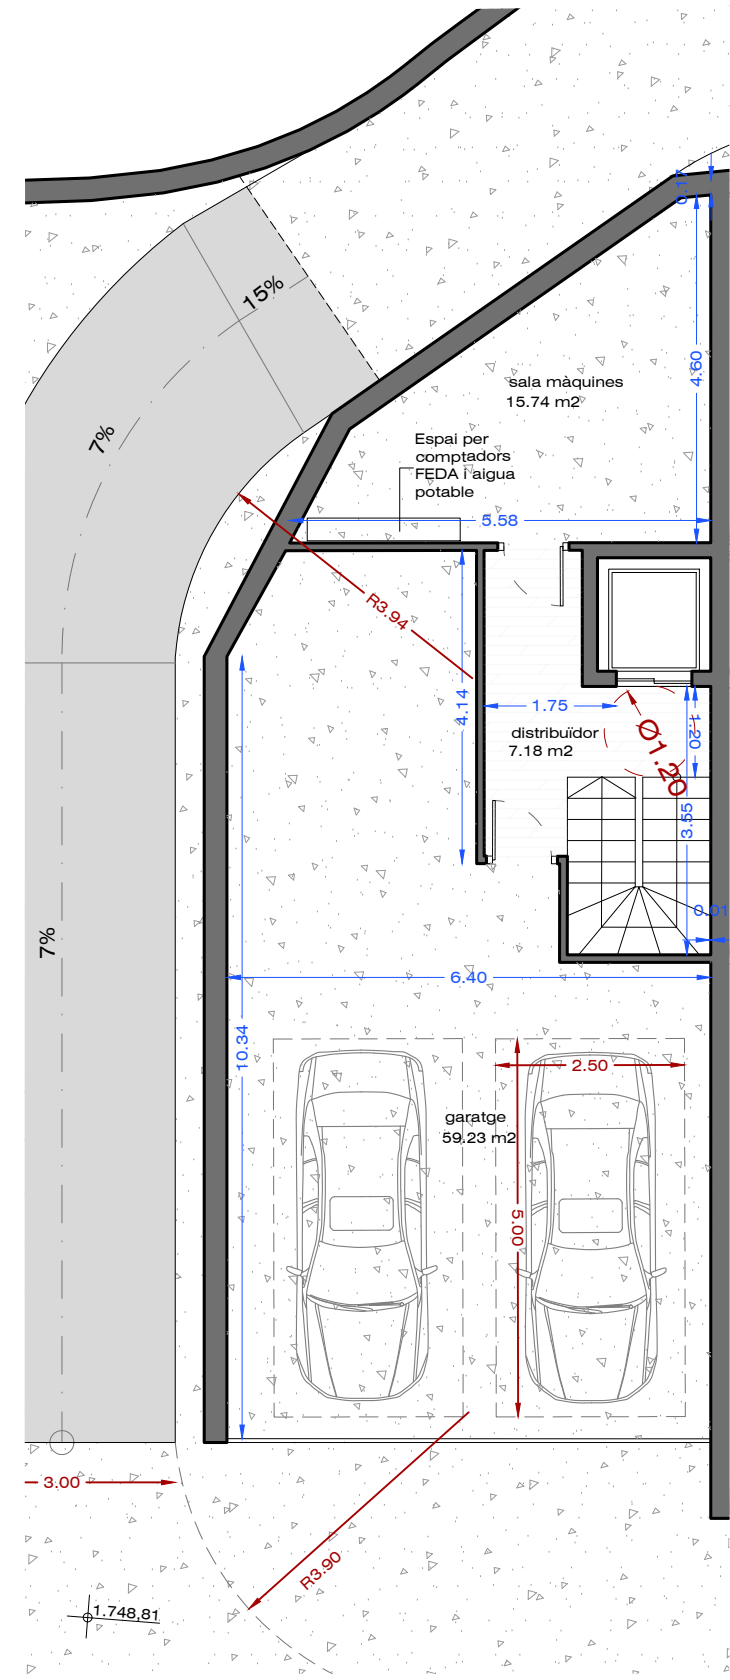 0.17
15%
4.60
sala màquines
15.74 m2
7%
Espai per
comptadors
FEDA i aigua
potable
5.58
R3.94
4.14
1.75
1.20
Ø1.20
distribuïdor
7.18 m2
3.55
0.01
7%
6.40
10.34
2.50
garatge
59.23 m2
5.00
3.00
R3.90
1.748,81